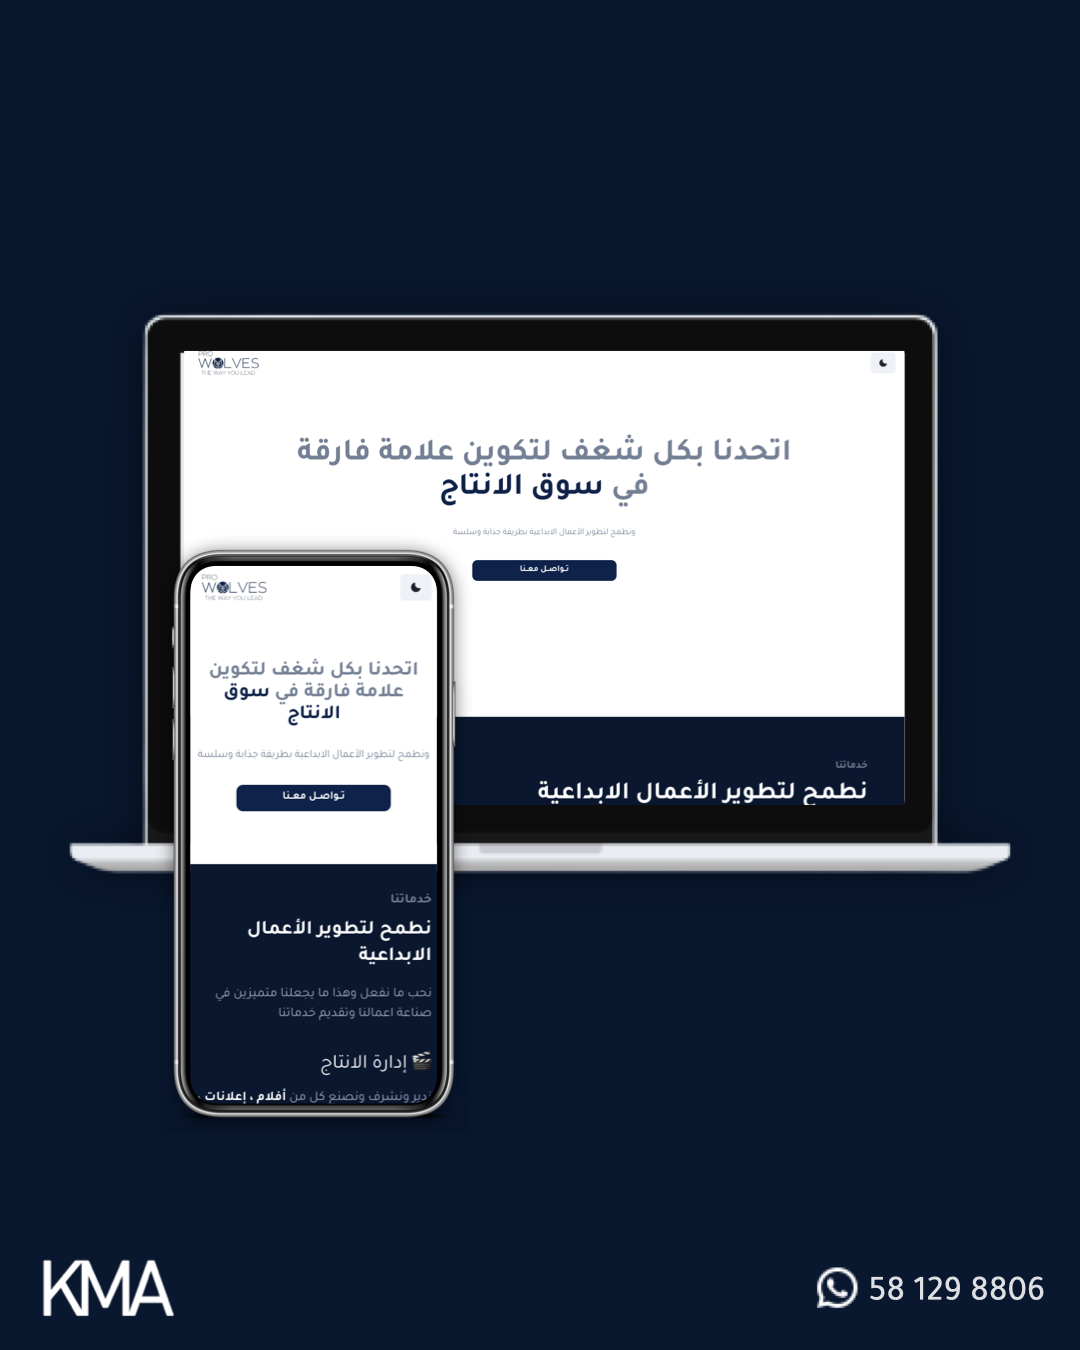 PRO
WOLVES
THE WAY YOU LEAD
اتحدنا بكل شغف لتكوين علامة فارقة
في سوق الانتاج
ونطمح لتطوير الأعمال الابداعية بطريقة جذابة وسلسة
تواصل معنا
خدماتنا
نطمح لتطوير الأعمال الابداعية
PRO
WOLVES
THE WAY YOU LEAD
اتحدنا بكل شغف لتكوين
علامة فارقة في سوق
الانتاج
ونطمح لتطوير الأعمال الابداعية بطريقة جذابة وسلسة
تواصل معنا
خدماتنا
نطمح لتطوير الأعمال
الابداعية
نحب ما نفعل وهذا ما يجعلنا متميزين في
صناعة اعمالنا وتقديم خدماتنا
🎬 إدارة الانتاج
ندير ونشرف ونصنع كل من أفلام ، إعلانات
KMA
58 129 8806